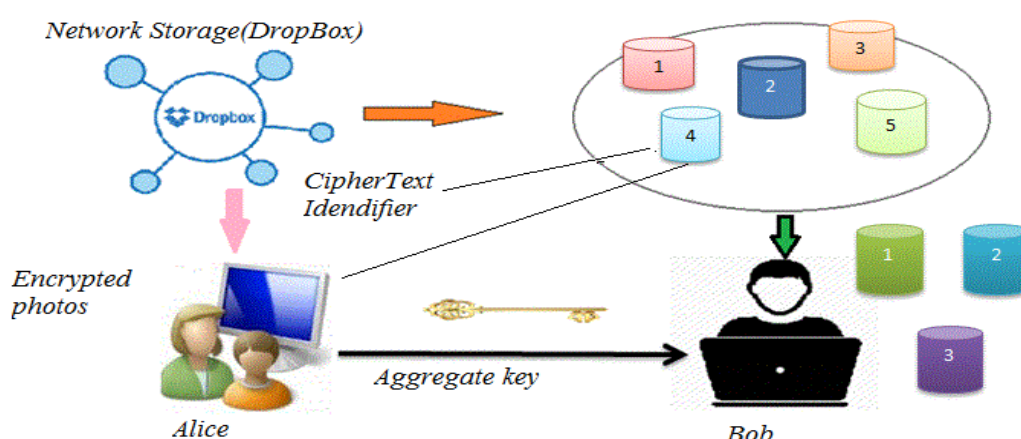 Network Storage(DropBox)
Dropbox
1
2
3
4
5
CipherText
Idendifier
Encrypted
photos
1
2
3
Aggregate key
Alice
Bob